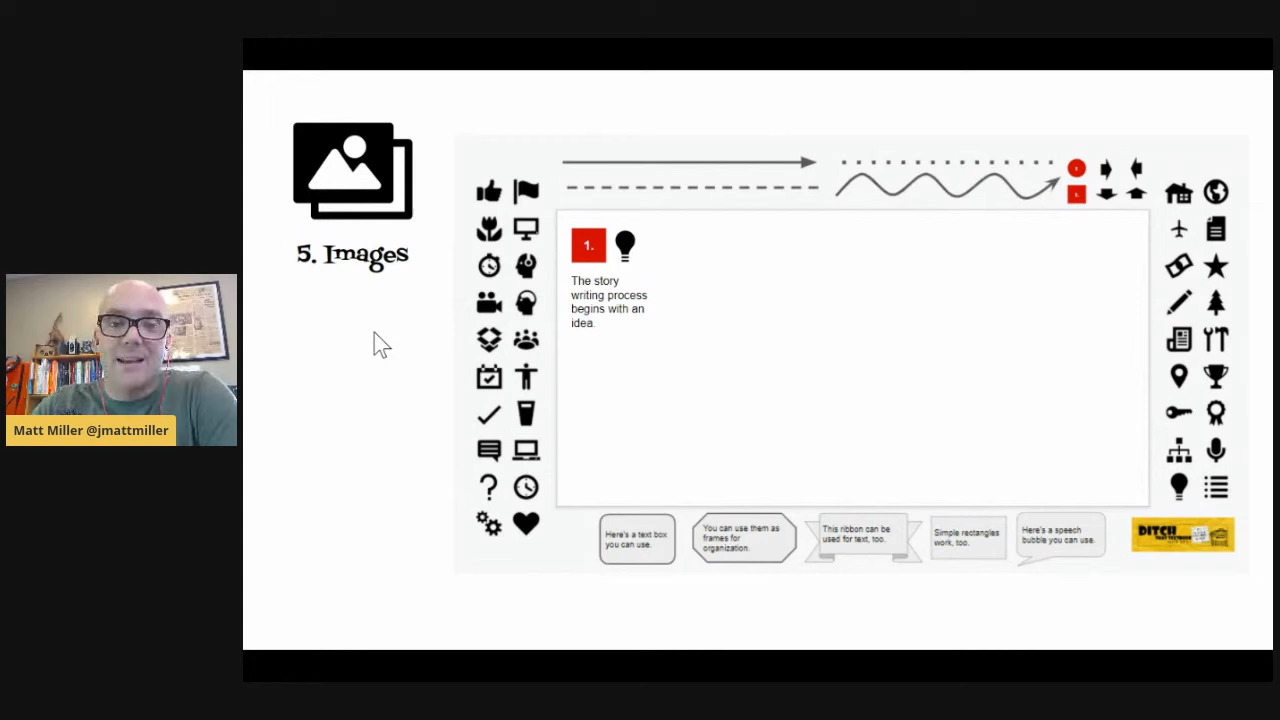 5. Images
1.
The story
writing process
begins with an
idea.
Here's a text box
you can use.
You can use them as
frames for
organization.
This ribbon can be
used for text, too.
Simple rectangles
work, too.
Here's a speech
bubble you can use.
DITCH
Matt Miller @jmattmiller